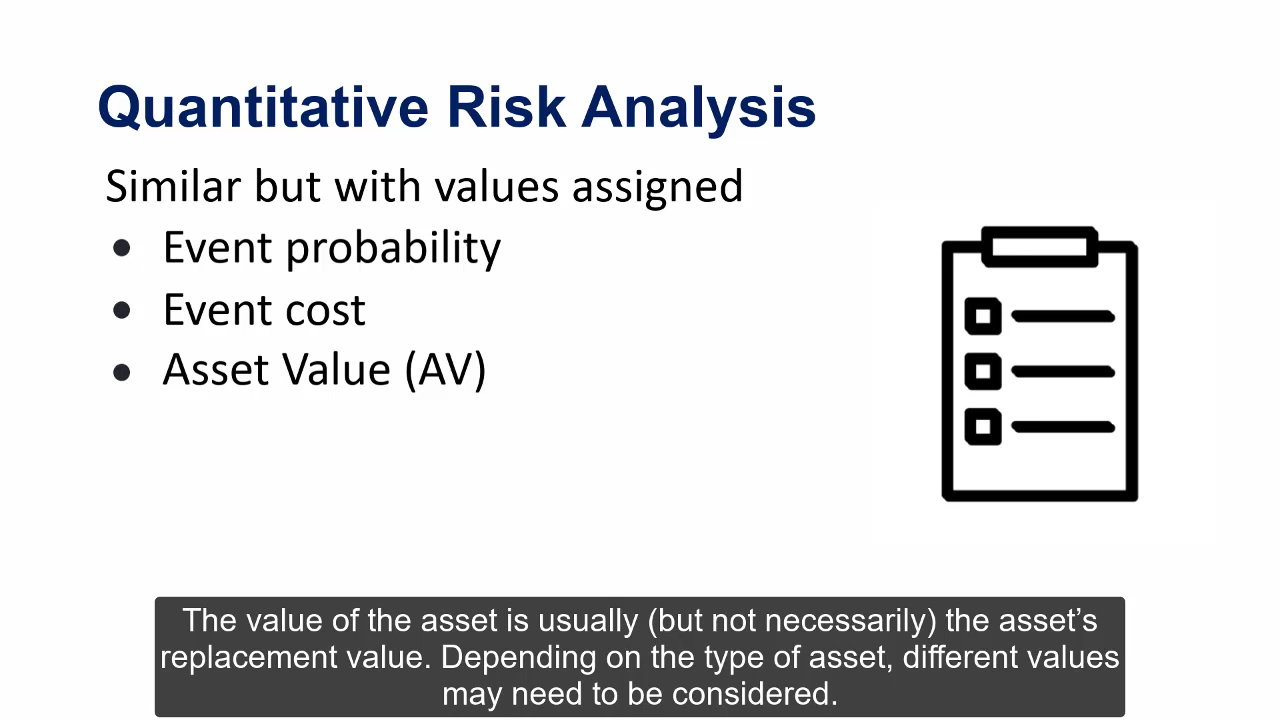 Quantitative Risk Analysis
Similar but with values assigned
• Event probability
• Event cost
• Asset Value (AV)
The value of the asset is usually (but not necessarily) the asset’s
replacement value. Depending on the type of asset, different values
may need to be considered.